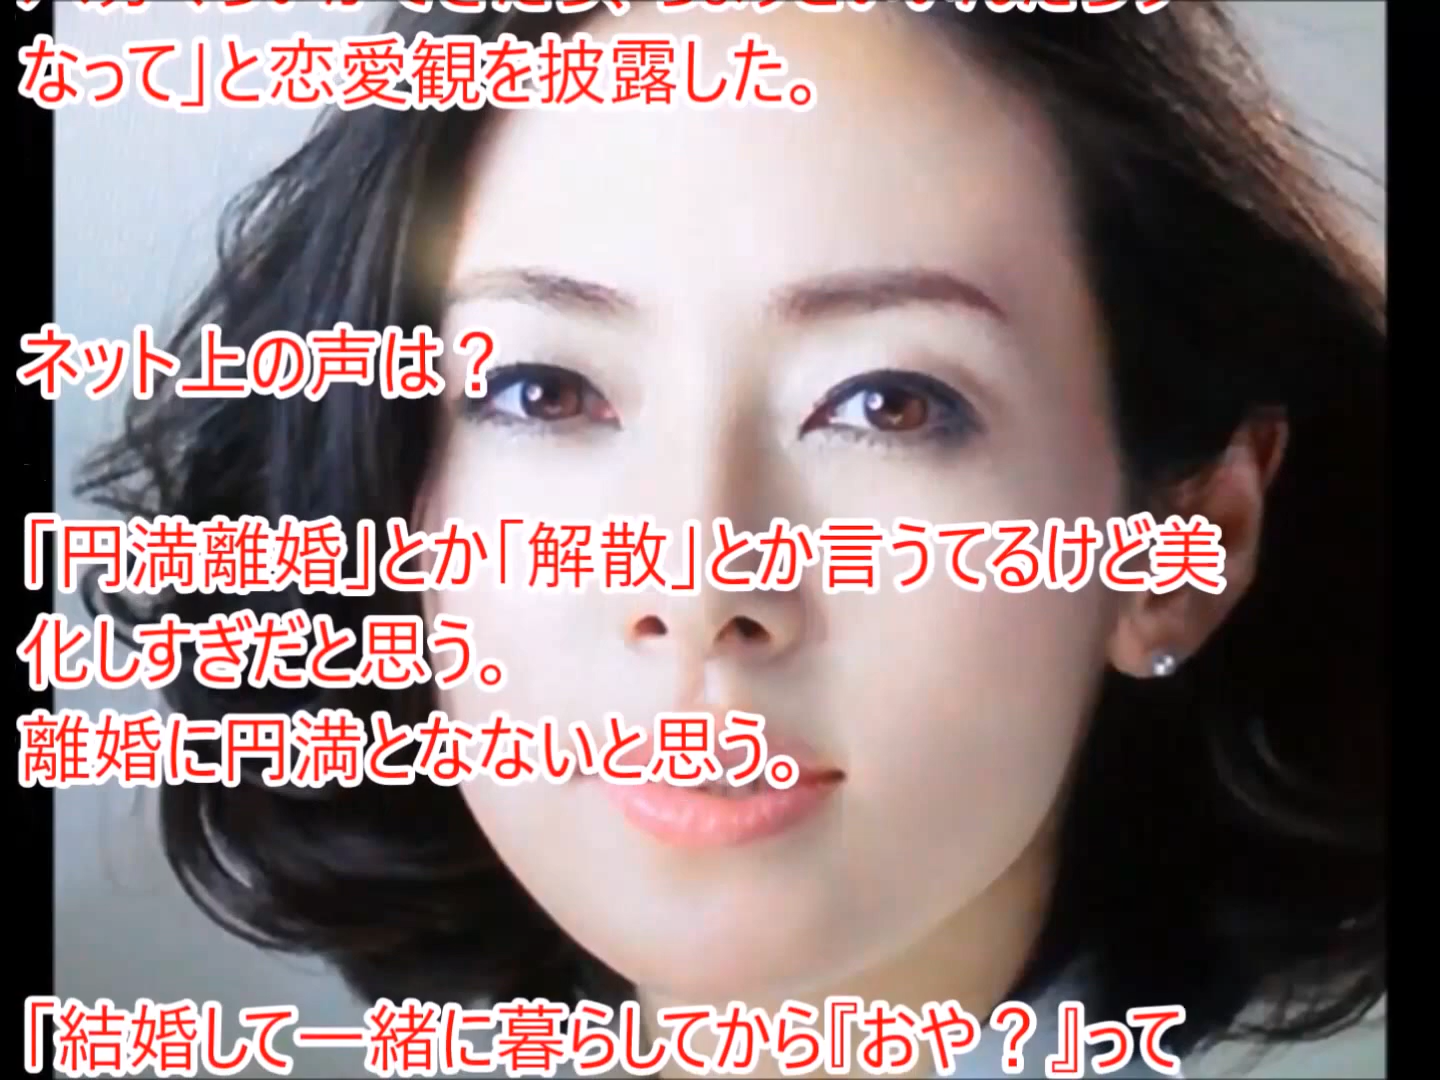 なって」と恋愛観を披露した。
ネット上の声は？
「円満離婚」とか「解散」とか言うてるけど美
化しすぎだと思う。
離婚に円満となないと思う。
「結婚して一緒に暮らしてから『おや？』って